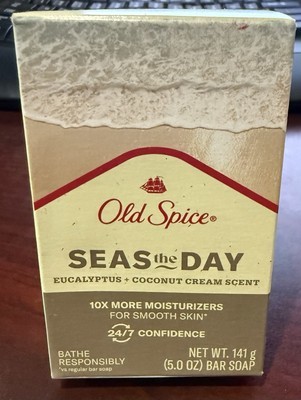 Old Spice®
SEAS the DAY
EUCALYPTUS + COCONUT CREAM SCENT
10X MORE MOISTURIZERS
FOR SMOOTH SKIN*
24/7 CONFIDENCE
BATHE
RESPONSIBLY
*vs regular bar soap
NET WT. 141 g
(5.0 OZ) BAR SOAP